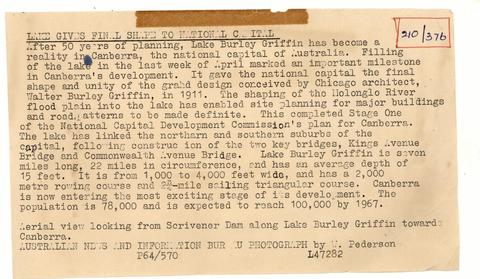 LAKE GIVES FINAL SHAPE TO NATIONAL CAPITAL
210/376
After 50 years of planning, Lake Burley Griffin has become a
reality in Canberra, the national capital of Australia. Filling
of the lake in the last week of April marked an important milestone
in Canberra's development. It gave the national capital the final
shape and unity of the grand design conceived by Chicago architect,
Walter Burley Griffin, in 1911. The shaping of the Molonglo River
flood plain into the lake has enabled site planning for major buildings
and road patterns to be made definite. This completed Stage One
of the National Capital Development Commission's plan for Canberra.
The lake has linked the northern and southern suburbs of the
capital, following construction of the two key bridges, Kings Avenue
Bridge and Commonwealth Avenue Bridge. Lake Burley Griffin is seven
miles long, 22 miles in circumference, and has an average depth of
15 feet. It is from 1,000 to 4,000 feet wide, and has a 2,000
metre rowing course and 2½-mile sailing triangular course. Canberra
is now entering the most exciting stage of its development. The
population is 78,000 and is expected to reach 100,000 by 1967.
Aerial view looking from Scrivener Dam along Lake Burley Griffin towards
Canberra.
AUSTRALIAN NEWS AND INFORMATION BUREAU PHOTOGRAPH by W. Pederson
P64/570 L47282